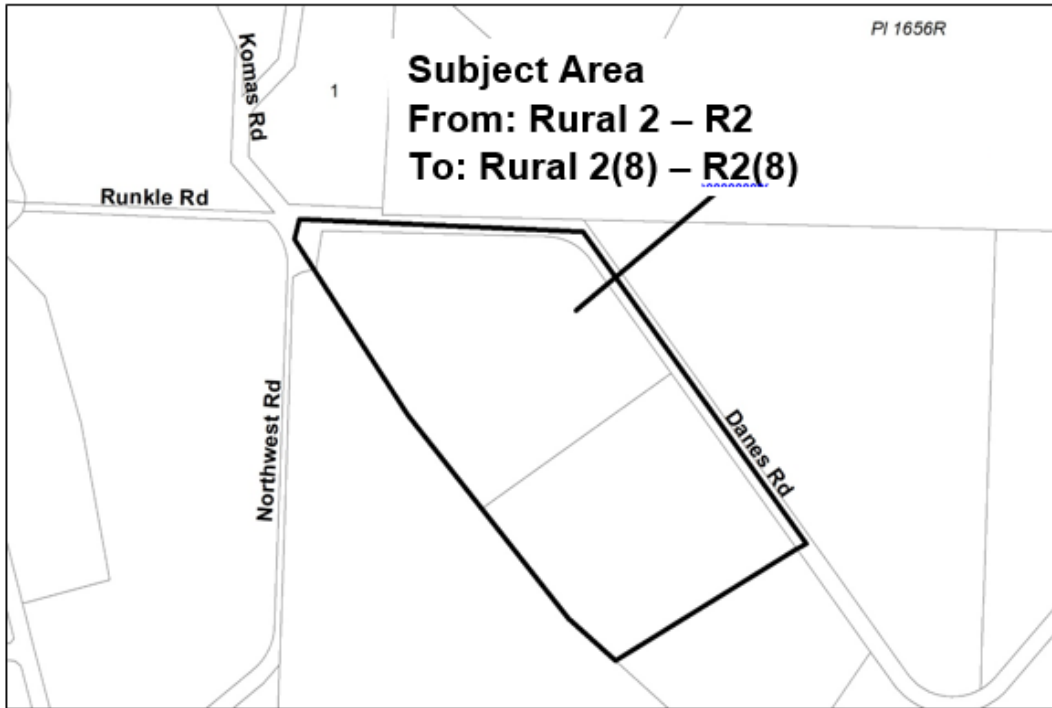 PI 1656R
Komas Rd
1
Subject Area
From: Rural 2 – R2
To: Rural 2(8) – R2(8)
Runkle Rd
Northwest Rd
Danes Rd